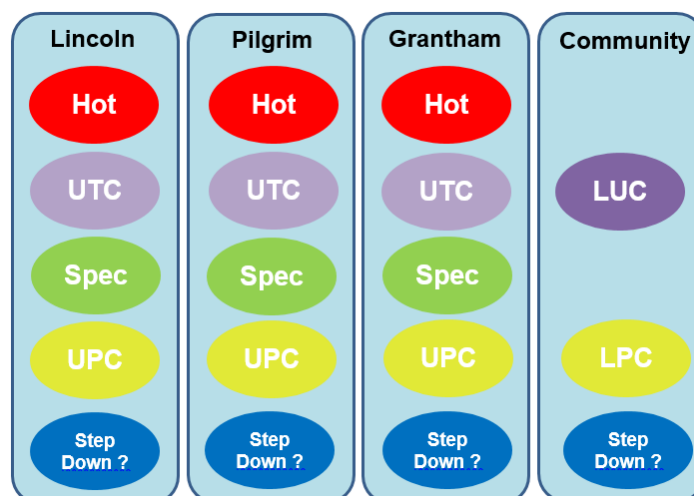 Lincoln
Pilgrim
Grantham
Community
Hot
Hot
Hot
UTC
UTC
UTC
LUC
Spec
Spec
Spec
UPC
UPC
UPC
LPC
Step
Down ?
Step
Down ?
Step
Down ?
Step
Down ?